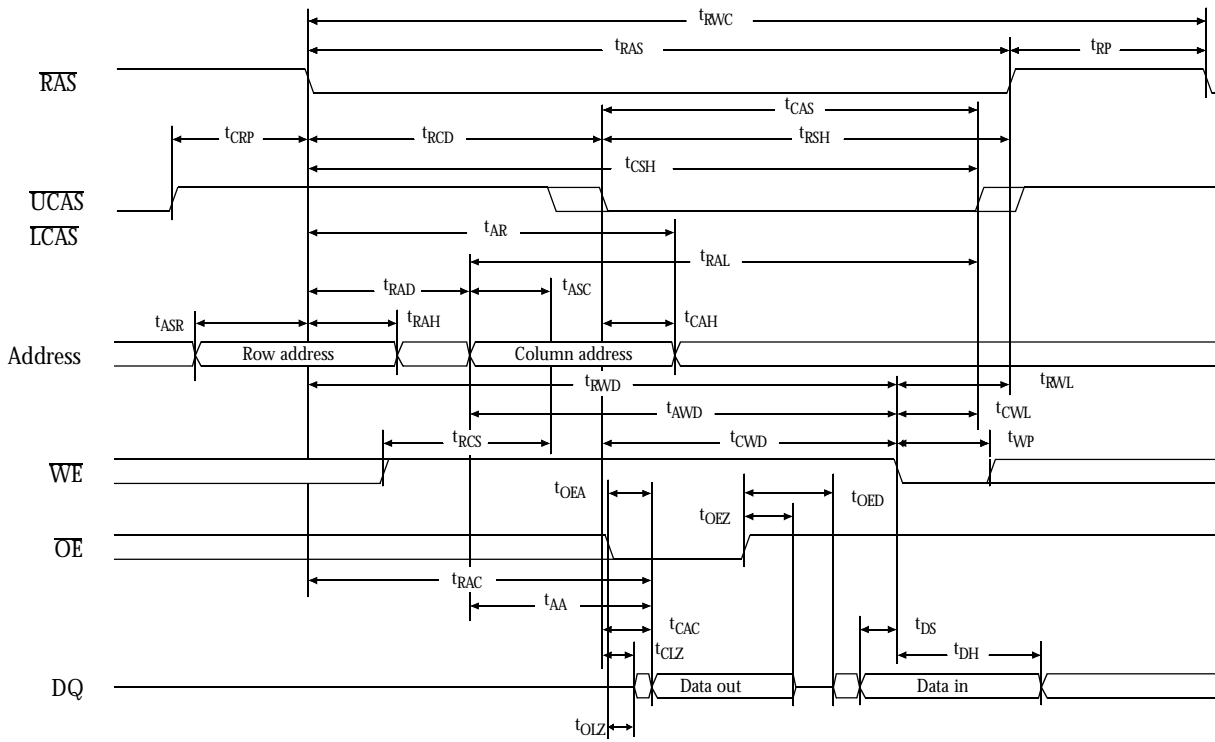 tRWC
tRAS
tRP
RAS
tCAS
tCRP
tRCD
tRSH
tCSH
UCAS
LCAS
tAR
tRAL
tRAD
tASC
tASR
tRAH
tCAH
Address
Row address
Column address
tRWD
tRWL
tAWD
tCWL
tRCS
tCWD
tWP
WE
tOEA
tOED
tOEZ
OE
tRAC
tAA
tCAC
tDS
tCLZ
tDH
DQ
Data out
Data in
tOLZ